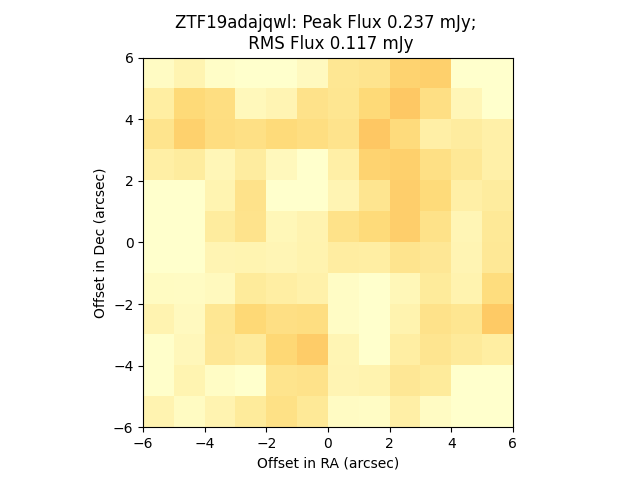 ZTF19adajqwl: Peak Flux 0.237 mJy;
RMS Flux 0.117 mJy
6
4
2
0
−2
−4
−6
Offset in Dec (arcsec)
−6 −4 −2 0 2 4 6
Offset in RA (arcsec)